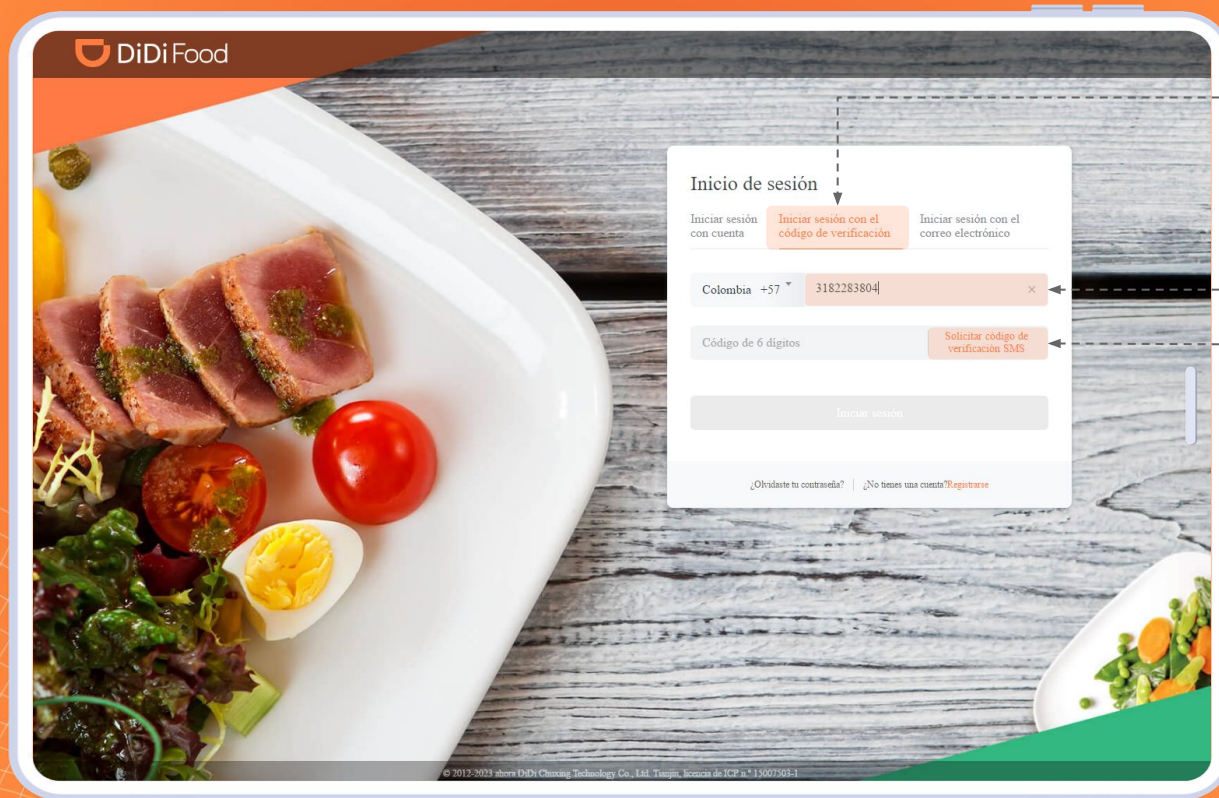 DiDi Food
Inicio de sesión
Iniciar sesión
con cuenta
Iniciar sesión con el
código de verificación
Iniciar sesión con el
correo electrónico
Colombia +57
3182283804
Código de 6 dígitos
Solicitar código de
verificación SMS
Iniciar sesión
¿Olvidaste tu contraseña?
¿No tienes una cuenta?Registrarse
© 2012-2023 ahora DiDi Chuxing Technology Co., Ltd. Tianjin, licencia de ICP n.º 15007503-1